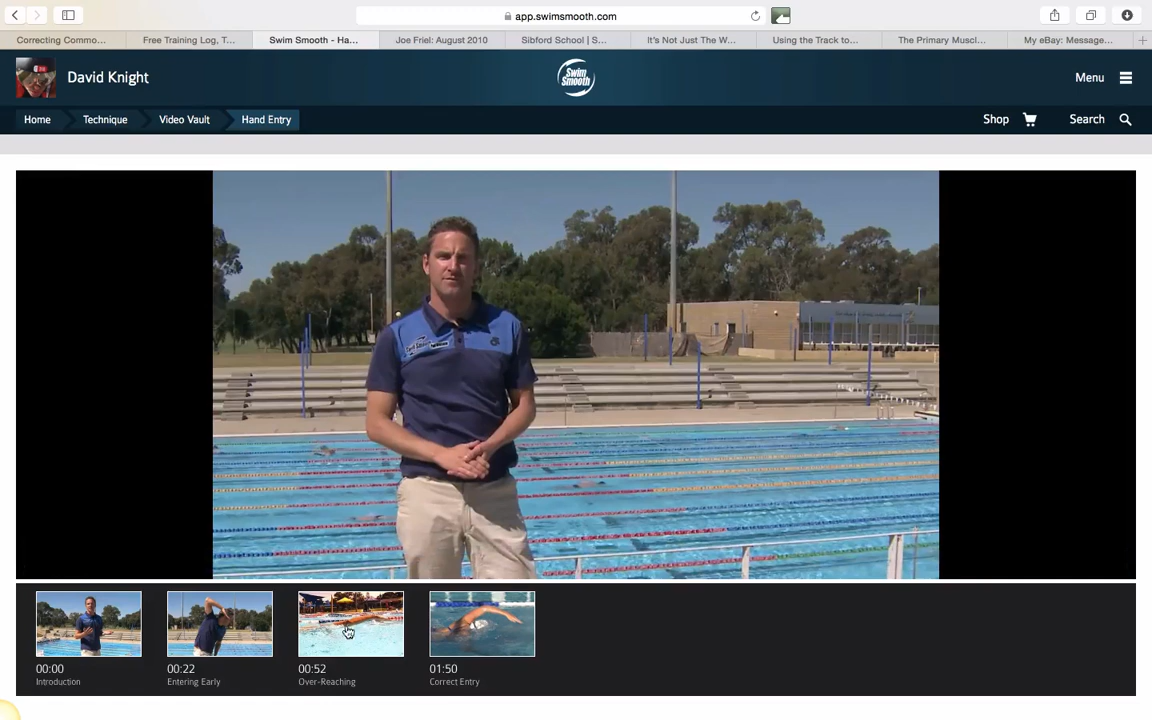 app.swimsmooth.com
Correcting Commo...
Free Training Log, T...
Swim Smooth - Ha...
Joe Friel: August 2010
Sibford School | S...
It's Not Just The W...
Using the Track to...
The Primary Muscl...
My eBay: Message...
David Knight
Swim
Smooth
Menu
Home
Technique
Video Vault
Hand Entry
Shop
Search
00:00
Introduction
00:22
Entering Early
00:52
Over-Reaching
01:50
Correct Entry